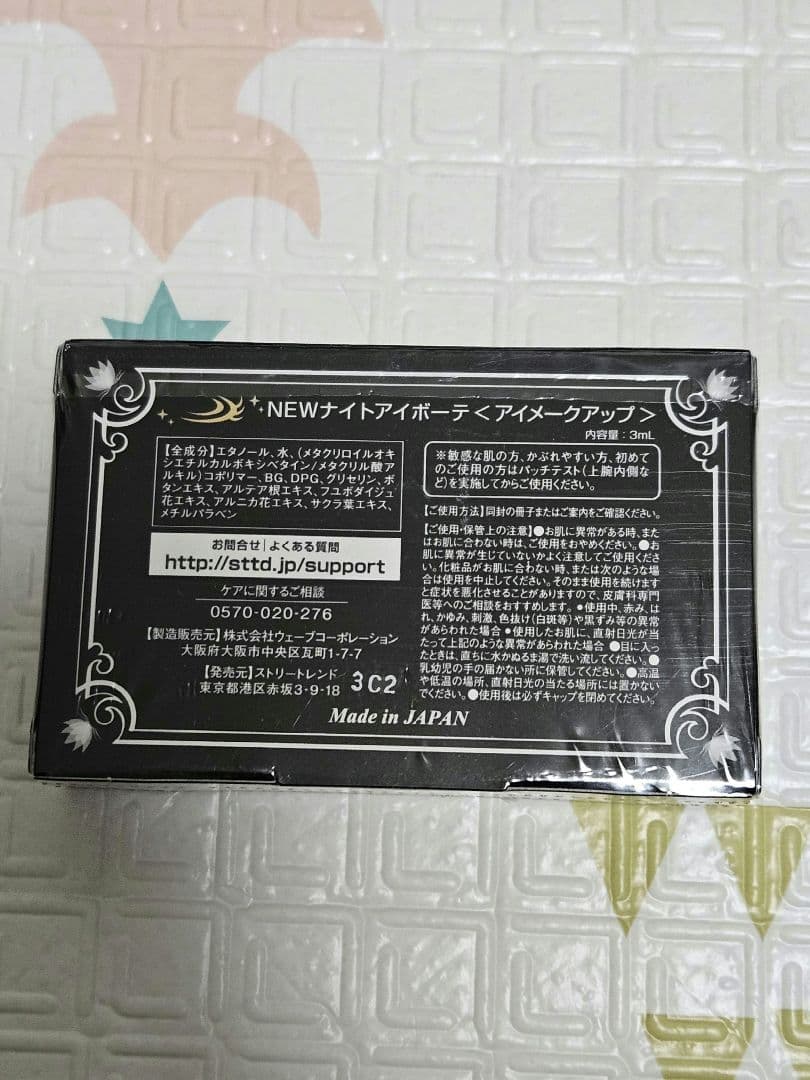 NEWナイトアイボーテ＜アイメークアップ＞
内容量：3mL
【全成分】エタノール、水、(メタクリロイルオキ
シエチルカルボキシベタイン/メタクリル酸ア
ルキル)コポリマー、BG、DPG、グリセリン、ボ
タンエキス、アルテア根エキス、フユボダイジュ
花エキス、アルニカ花エキス、サクラ葉エキス、
メチルパラベン
お問合せ|よくある質問
http://sttd.jp/support
ケアに関するご相談
0570-020-276
【製造販売元】株式会社ウェーブコーポレーション
大阪府大阪市中央区瓦町1-7-7
【発売元】ストリートレンド
東京都港区赤坂3-9-18
3C2
※敏感な肌の方、かぶれやすい方、初めて
のご使用の方はパッチテスト(上腕内側な
ど)を実施してからご使用ください。
【ご使用方法】同封の冊子またはご案内をご確認ください。
【ご使用・保管上の注意】●お肌に異常がある時、また
はお肌に合わない時は、ご使用をおやめください。●お
肌に異常が生じていないかよく注意してご使用くださ
い。化粧品がお肌に合わない時、または次のような場
合は使用を中止してください。そのまま使用を続けます
と症状を悪化させることがありますので、皮膚科専門
医等へのご相談をおすすめします。●使用中、赤み、は
れ、かゆみ、刺激、色抜け(白斑等)や黒ずみ等の異常
があらわれた場合 ●使用したお肌に、直射日光が当
たって上記のような異常があらわれた場合 ●目に入っ
たときは、直ちに水かぬるま湯で洗い流してください。●
乳幼児の手の届かない所に保管してください。●高温
や低温の場所、直射日光の当たる場所には置かない
でください。●使用後は必ずキャップを閉めてください。
Made in JAPAN